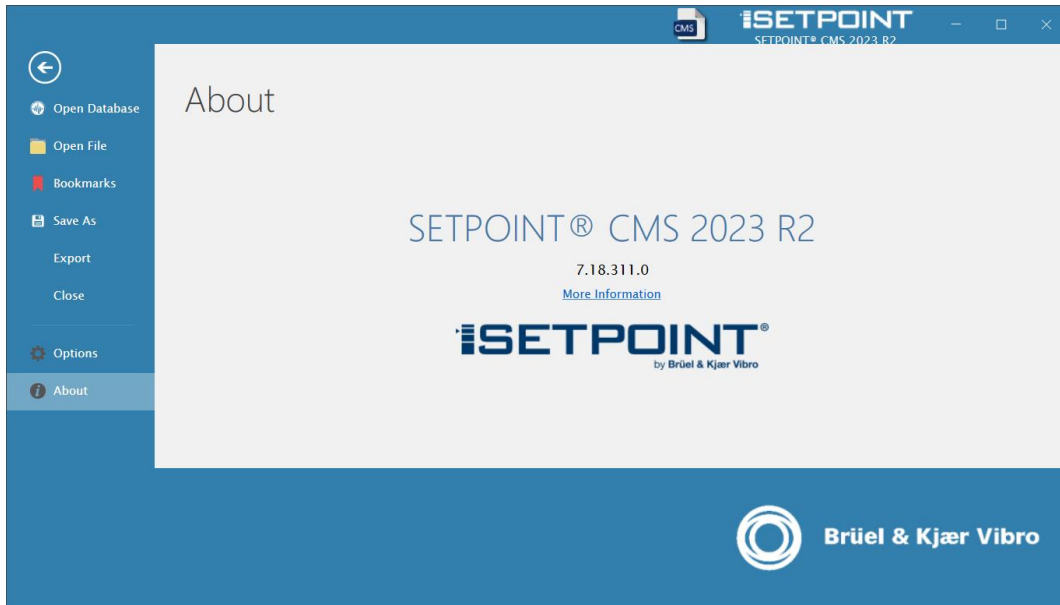 CMS
SETPOINT
SETPOINT® CMS 2023 R2
Open Database
Open File
Bookmarks
Save As
Export
Close
Options
About
About
SETPOINT® CMS 2023 R2
7.18.311.0
More Information
SETPOINT®
by Brüel & Kjær Vibro
Brüel & Kjær Vibro